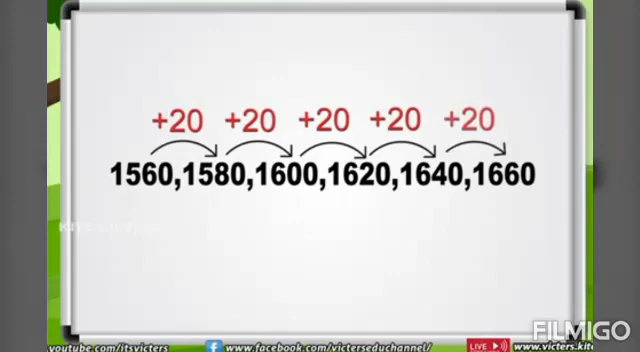 +20 +20 +20 +20 +20
1560,1580,1600,1620,1640,1660
FILMIGO
youtube.com/itsvicters
www.facebook.com/victerseduchannel/
LIVE
www.victers.kite